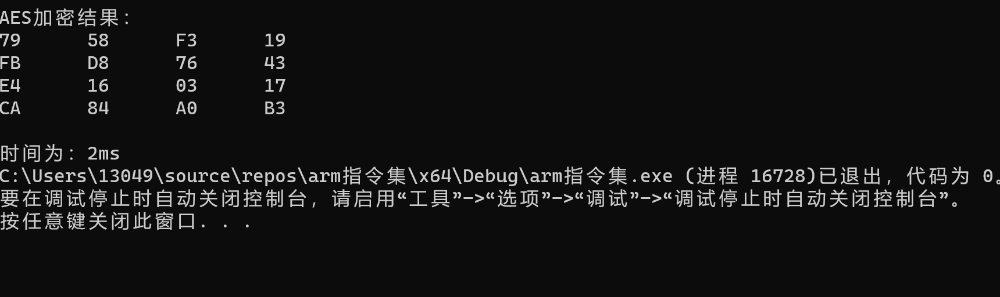 AES加密结果：
79 58 F3 19
FB D8 76 43
E4 16 03 17
CA 84 A0 B3
时间为：2ms
C:\Users\13049\source\repos\arm指令集\x64\Debug\arm指令集.exe (进程 16728)已退出，代码为 0。
要在调试停止时自动关闭控制台，请启用“工具”->“选项”->“调试”->“调试停止时自动关闭控制台”。
按任意键关闭此窗口. . .